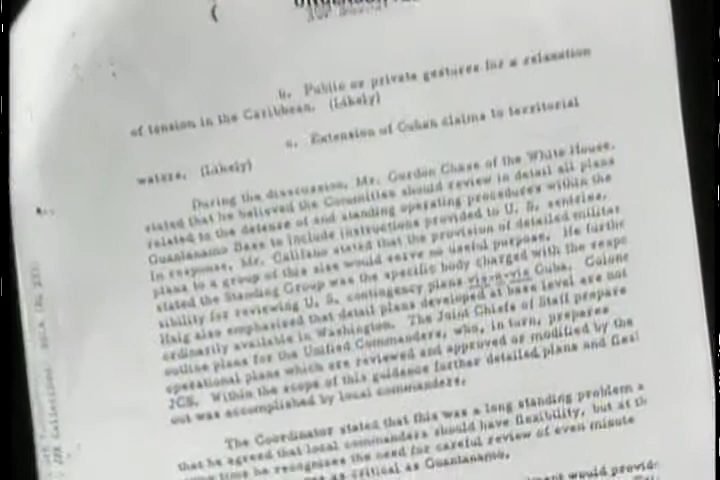 b. Public or private gestures for a relaxation
of tension in the Caribbean. (Likely)
c. Extension of Cuban claims to territorial
waters. (Likely)
During the discussion, Mr. Gordon Chase of the White House,
stated that he believed the Committee should review in detail all plans
related to the defense of and standing operating procedures within the
Guantanamo Base to include instructions provided to U. S. sentries.
In response, Mr. Califano stated that the provision of detailed militar
plans to a group of this size would serve no useful purpose. He furthe
stated the Standing Group was the specific body charged with the respo
sibility for reviewing U. S. contingency plans vis-a-vis Cuba. Colone
Haig also emphasized that detail plans developed at base level are not
ordinarily available in Washington. The Joint Chiefs of Staff prepare
outline plans for the Unified Commanders, who, in turn, prepares
operational plans which are reviewed and approved or modified by the
JCS. Within the scope of this guidance further detailed plans and flexi
out was accomplished by local commanders.
The Coordinator stated that this was a long standing problem a
that he agreed that local commanders should have flexibility, but at th
time he recognizes the need for careful review of even minute
as critical as Guantanamo.
would provid